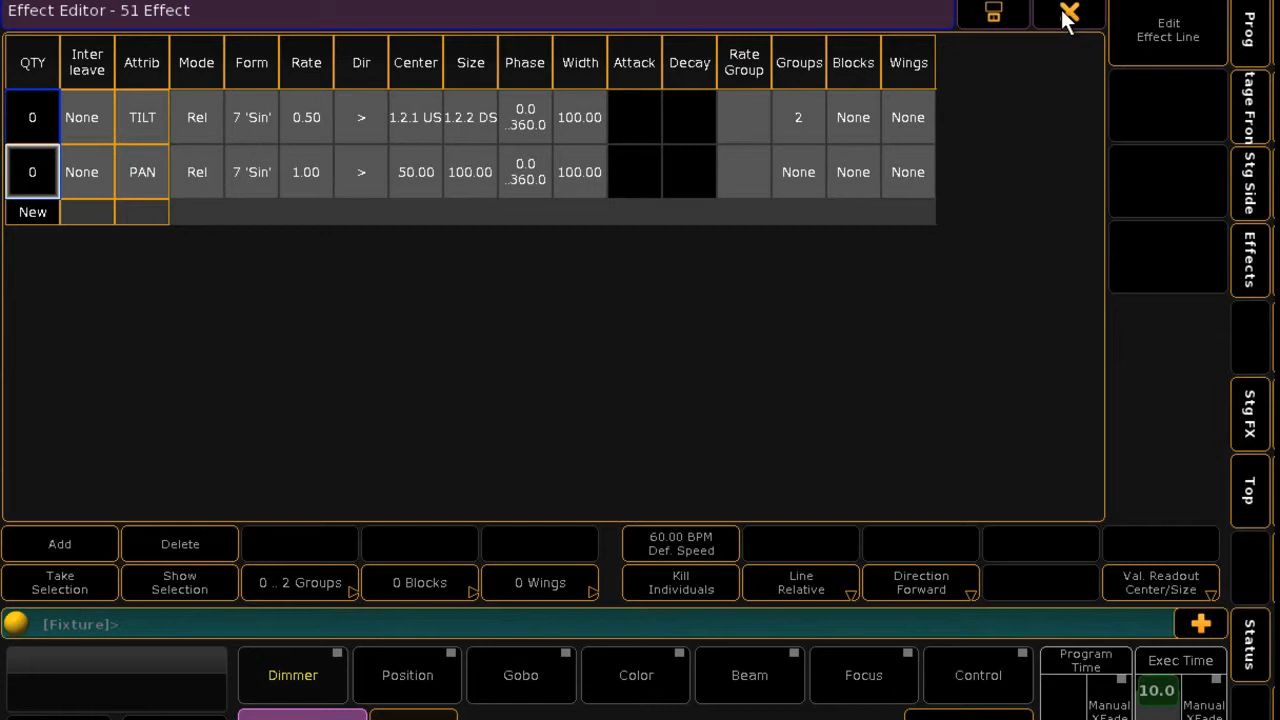 Effect Editor - 51 Effect
Edit
Effect Line
QTY
Inter
leave
Attrib
Mode
Form
Rate
Dir
Center
Size
Phase
Width
Attack
Decay
Rate
Group
Groups
Blocks
Wings
0 None TILT Rel 7 'Sin' 0.50 > 1.2.1 US 1.2.2 DS
0.0
..360.0
100.00 2 None None
0 None PAN Rel 7 'Sin' 1.00 > 50.00 100.00
0.0
..360.0
100.00 None None None
New
Prog
tage Fron
Stg Side
Effects
Stg FX
Top
Status
Add
Delete
60.00 BPM
Def. Speed
Take
Selection
Show
Selection
0 .. 2 Groups
0 Blocks
0 Wings
Kill
Individuals
Line
Relative
Direction
Forward
Val. Readout
Center/Size
[Fixture]>
Dimmer
Position
Gobo
Color
Beam
Focus
Control
Program
Time
Manual
XFade
Exec Time
10.0
Manual
XFade